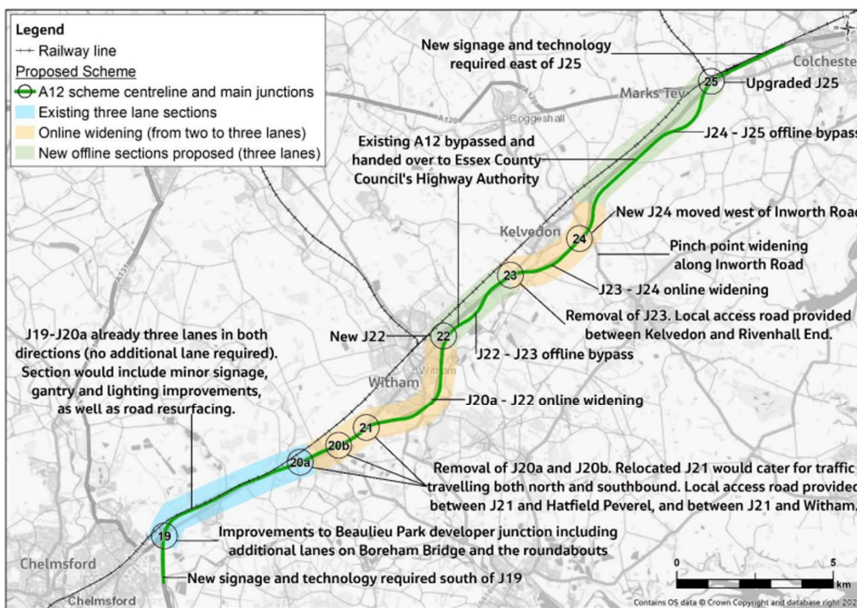 Legend
Railway line
Proposed Scheme
A12 scheme centreline and main junctions
Existing three lane sections
Online widening (from two to three lanes)
New offline sections proposed (three lanes)
New signage and technology
required east of J25
Colchester
Marks Tey
25
Upgraded J25
A120
A120
Coggeshall
J24 - J25 offline bypass
Existing A12 bypassed and
handed over to Essex County
Council's Highway Authority
A131
Kelvedon
24
New J24 moved west of Inworth Road
Pinch point widening
along Inworth Road
23
J23 - J24 online widening
Removal of J23. Local access road provided
between Kelvedon and Rivenhall End.
J19-J20a already three lanes in both
directions (no additional lane required).
Section would include minor signage,
gantry and lighting improvements,
as well as road resurfacing.
New J22
22
J22 - J23 offline bypass
Witham
Witham
J20a - J22 online widening
21
20b
20a
Removal of J20a and J20b. Relocated J21 would cater for traffic
travelling both north and southbound. Local access road provided
between J21 and Hatfield Peverel, and between J21 and Witham.
19
Improvements to Beaulieu Park developer junction including
additional lanes on Boreham Bridge and the roundabouts
Chelmsford
New signage and technology required south of J19
Chelmsford
0
5
km
Contains OS data © Crown Copyright and database right